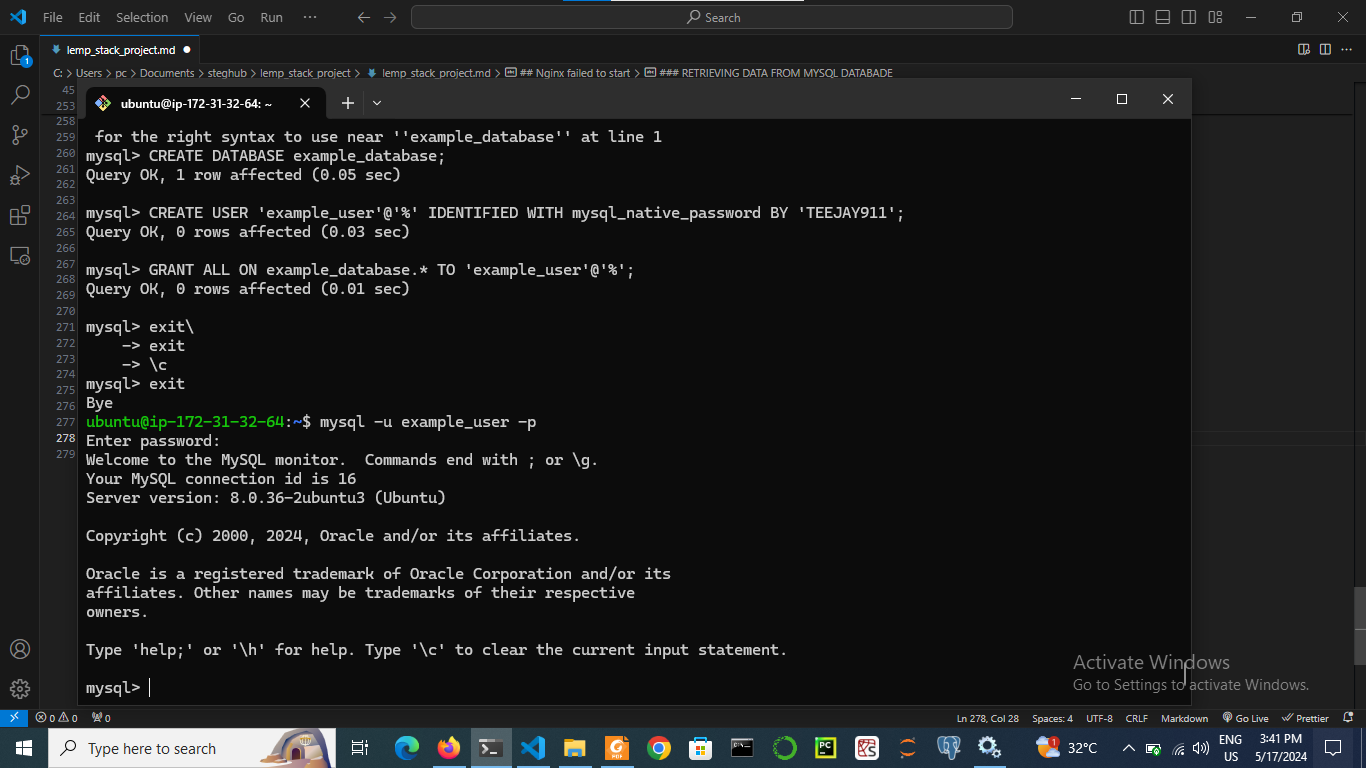 File Edit Selection View Go Run ··· Search
lemp_stack_project.md
C: > Users > pc > Documents > steghub > lemp_stack_project > lemp_stack_project.md > ## Nginx failed to start > ### RETRIEVING DATA FROM MYSQL DATABADE
ubuntu@ip-172-31-32-64: ~
45
253
258
259
260
261
262
263
264
265
266
267
268
269
270
271
272
273
274
275
276
277
278
279
for the right syntax to use near ''example_database'' at line 1
mysql> CREATE DATABASE example_database;
Query OK, 1 row affected (0.05 sec)
mysql> CREATE USER 'example_user'@'%' IDENTIFIED WITH mysql_native_password BY 'TEEJAY911';
Query OK, 0 rows affected (0.03 sec)
mysql> GRANT ALL ON example_database.* TO 'example_user'@'%';
Query OK, 0 rows affected (0.01 sec)
mysql> exit\
-> exit
-> \c
mysql> exit
Bye
ubuntu@ip-172-31-32-64:~$ mysql -u example_user -p
Enter password:
Welcome to the MySQL monitor.  Commands end with ; or \g.
Your MySQL connection id is 16
Server version: 8.0.36-2ubuntu3 (Ubuntu)
Copyright (c) 2000, 2024, Oracle and/or its affiliates.
Oracle is a registered trademark of Oracle Corporation and/or its
affiliates. Other names may be trademarks of their respective
owners.
Type 'help;' or '\h' for help. Type '\c' to clear the current input statement.
mysql>
Activate Windows
Go to Settings to activate Windows.
0 0 0 Ln 278, Col 28 Spaces: 4 UTF-8 CRLF Markdown Go Live Prettier
Type here to search 1 32°C ENG 3:41 PM
US 5/17/2024